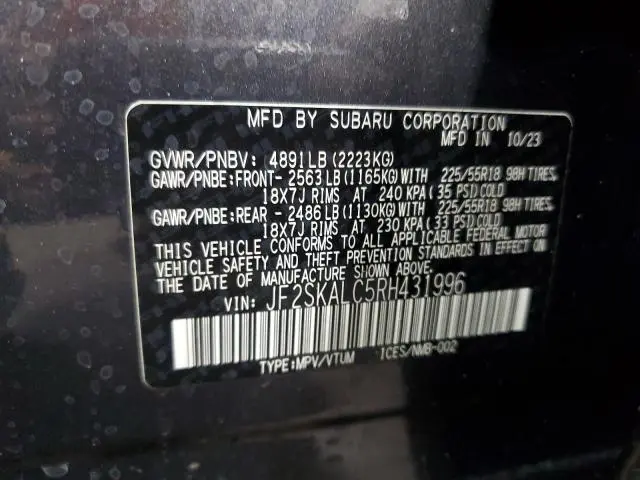 MFD BY SUBARU CORPORATION
MFD IN 10/23
GVWR/PNBV: 4891LB(2223KG)
GAWR/PNBE:FRONT- 2563LB(1165KG)WITH 225/55R18 98H TIRES,
18X7J RIMS AT 240 KPA(35 PSI)COLD
GAWR/PNBE:REAR - 2486LB(1130KG)WITH 225/55R18 98H TIRES,
18X7J RIMS AT 230 KPA(33 PSI)COLD
THIS VEHICLE CONFORMS TO ALL APPLICABLE FEDERAL MOTOR
VEHICLE SAFETY AND THEFT PREVENTION STANDARDS IN EFFECT ON
THE DATE OF MANUFACTURE SHOWN ABOVE.
VIN: JF2SKALC5RH431996
TYPE:MPV/VTUM 1CES/NMB-002